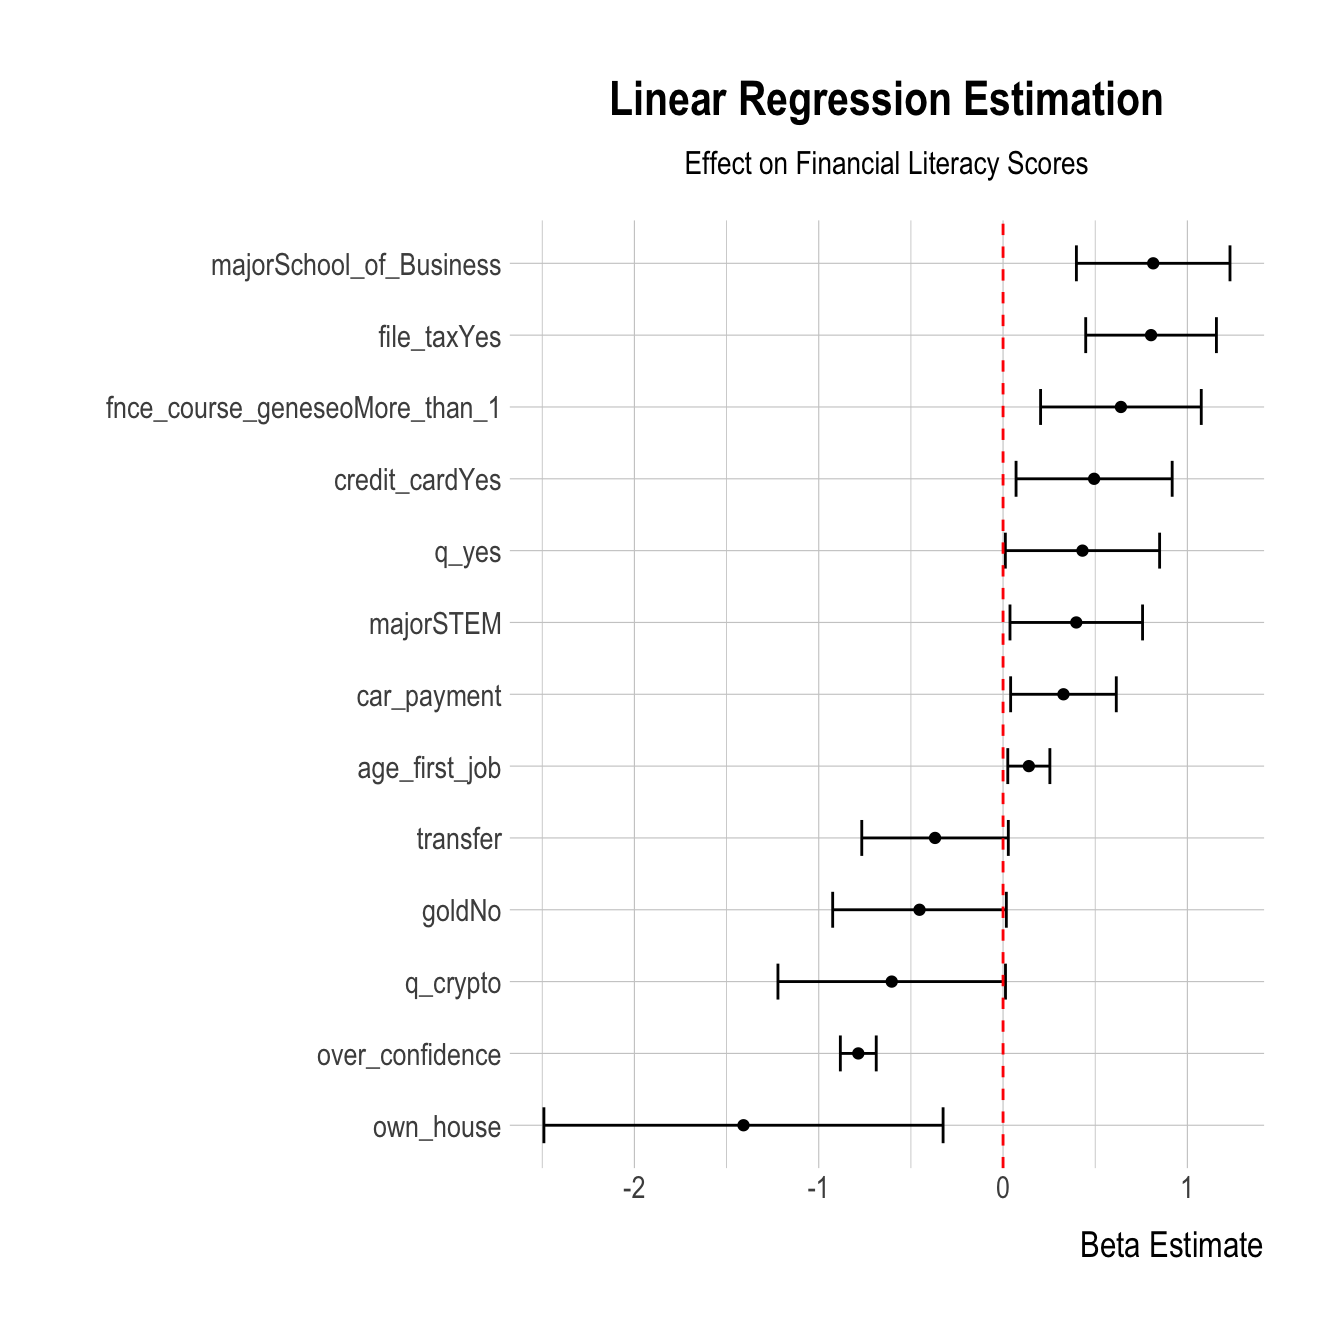 Linear Regression Estimation
Effect on Financial Literacy Scores
majorSchool_of_Business
file_taxYes
fnce_course_geneseoMore_than_1
credit_cardYes
q_yes
majorSTEM
car_payment
age_first_job
transfer
goldNo
q_crypto
over_confidence
own_house
-2 -1 0 1
Beta Estimate